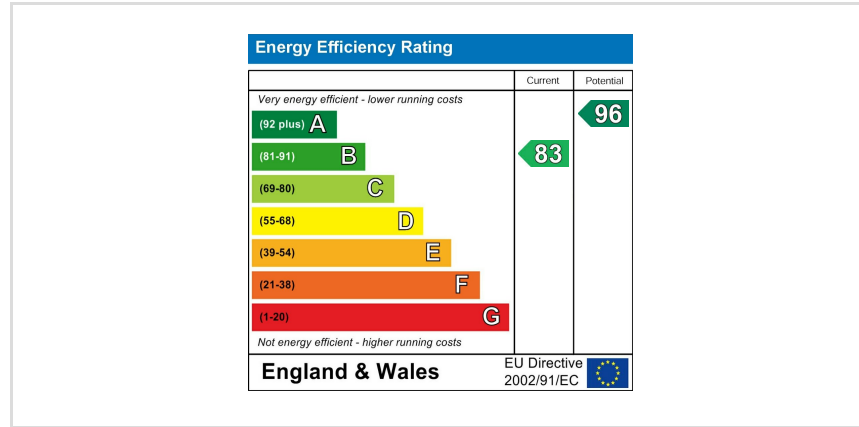 Energy Efficiency Rating
Current Potential
Very energy efficient - lower running costs
(92 plus) A
96
(81-91) B
83
(69-80) C
(55-68) D
(39-54) E
(21-38) F
(1-20) G
Not energy efficient - higher running costs
England & Wales
EU Directive
2002/91/EC